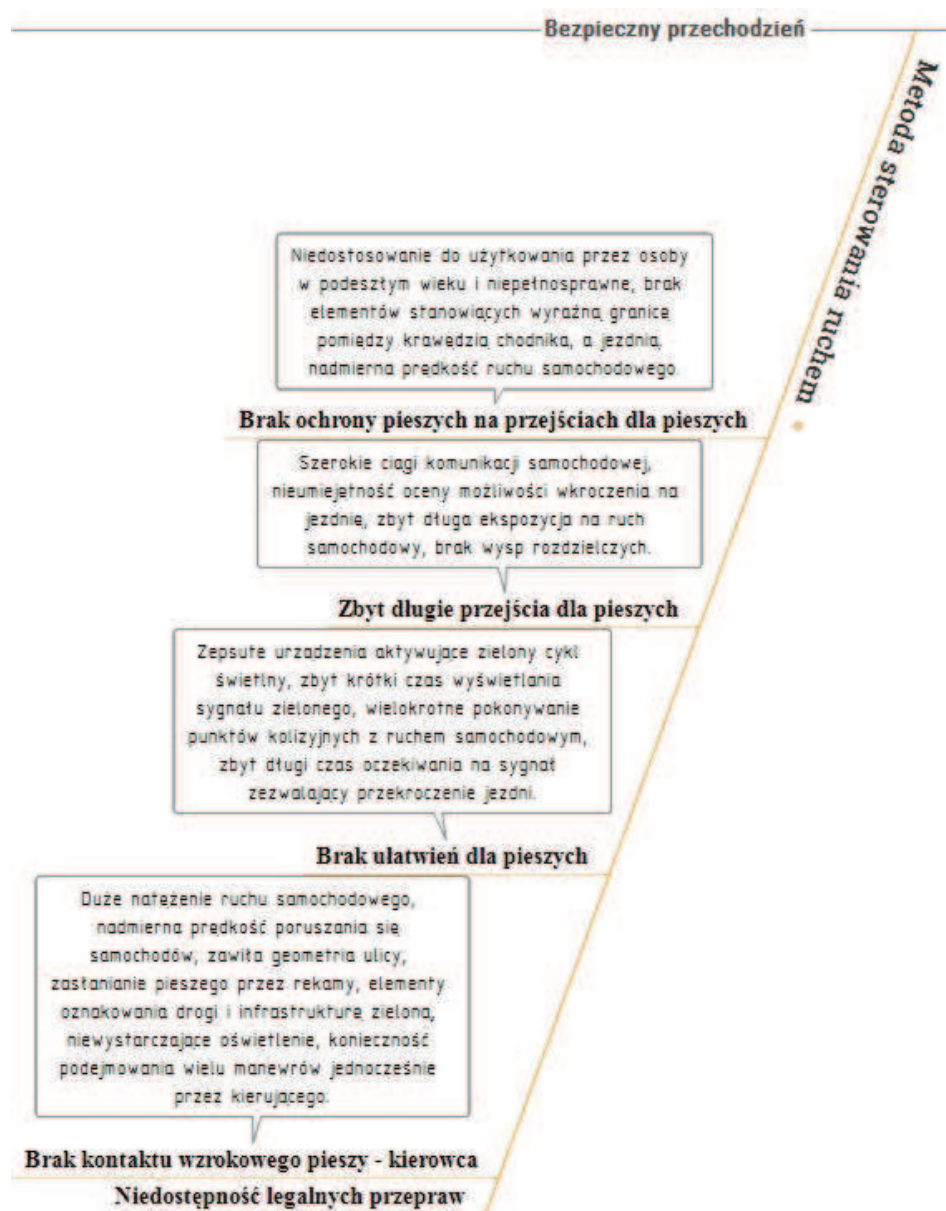 Bezpieczny przechodzień
Metoda sterowania ruchem
Niedostosowanie do użytkowania przez osoby
w podeszłym wieku i niepełnosprawne, brak
elementów stanowiących wyraźną granicę
pomiędzy krawędzią chodnika, a jezdnią,
nadmierna prędkość ruchu samochodowego.
Brak ochrony pieszych na przejściach dla pieszych
Szerokie ciągi komunikacji samochodowej,
nieumiejętność oceny możliwości wkroczenia na
jezdnię, zbyt długa ekspozycja na ruch
samochodowy, brak wysp rozdzielczych.
Zbyt długie przejścia dla pieszych
Zepsute urządzenia aktywujące zielony cykl
świetlny, zbyt krótki czas wyświetlania
sygnału zielonego, wielokrotne pokonywanie
punktów kolizyjnych z ruchem samochodowym,
zbyt długi czas oczekiwania na sygnał
zezwalający przekroczenie jezdni.
Brak ułatwień dla pieszych
Duże natężenie ruchu samochodowego,
nadmierna prędkość poruszania się
samochodów, zawiła geometria ulicy,
zasłanianie pieszego przez rekamy, elementy
oznakowania drogi i infrastrukturę zieloną,
niewystarczające oświetlenie, konieczność
podejmowania wielu manewrów jednocześnie
przez kierującego.
Brak kontaktu wzrokowego pieszy - kierowca
Niedostępność legalnych przepraw